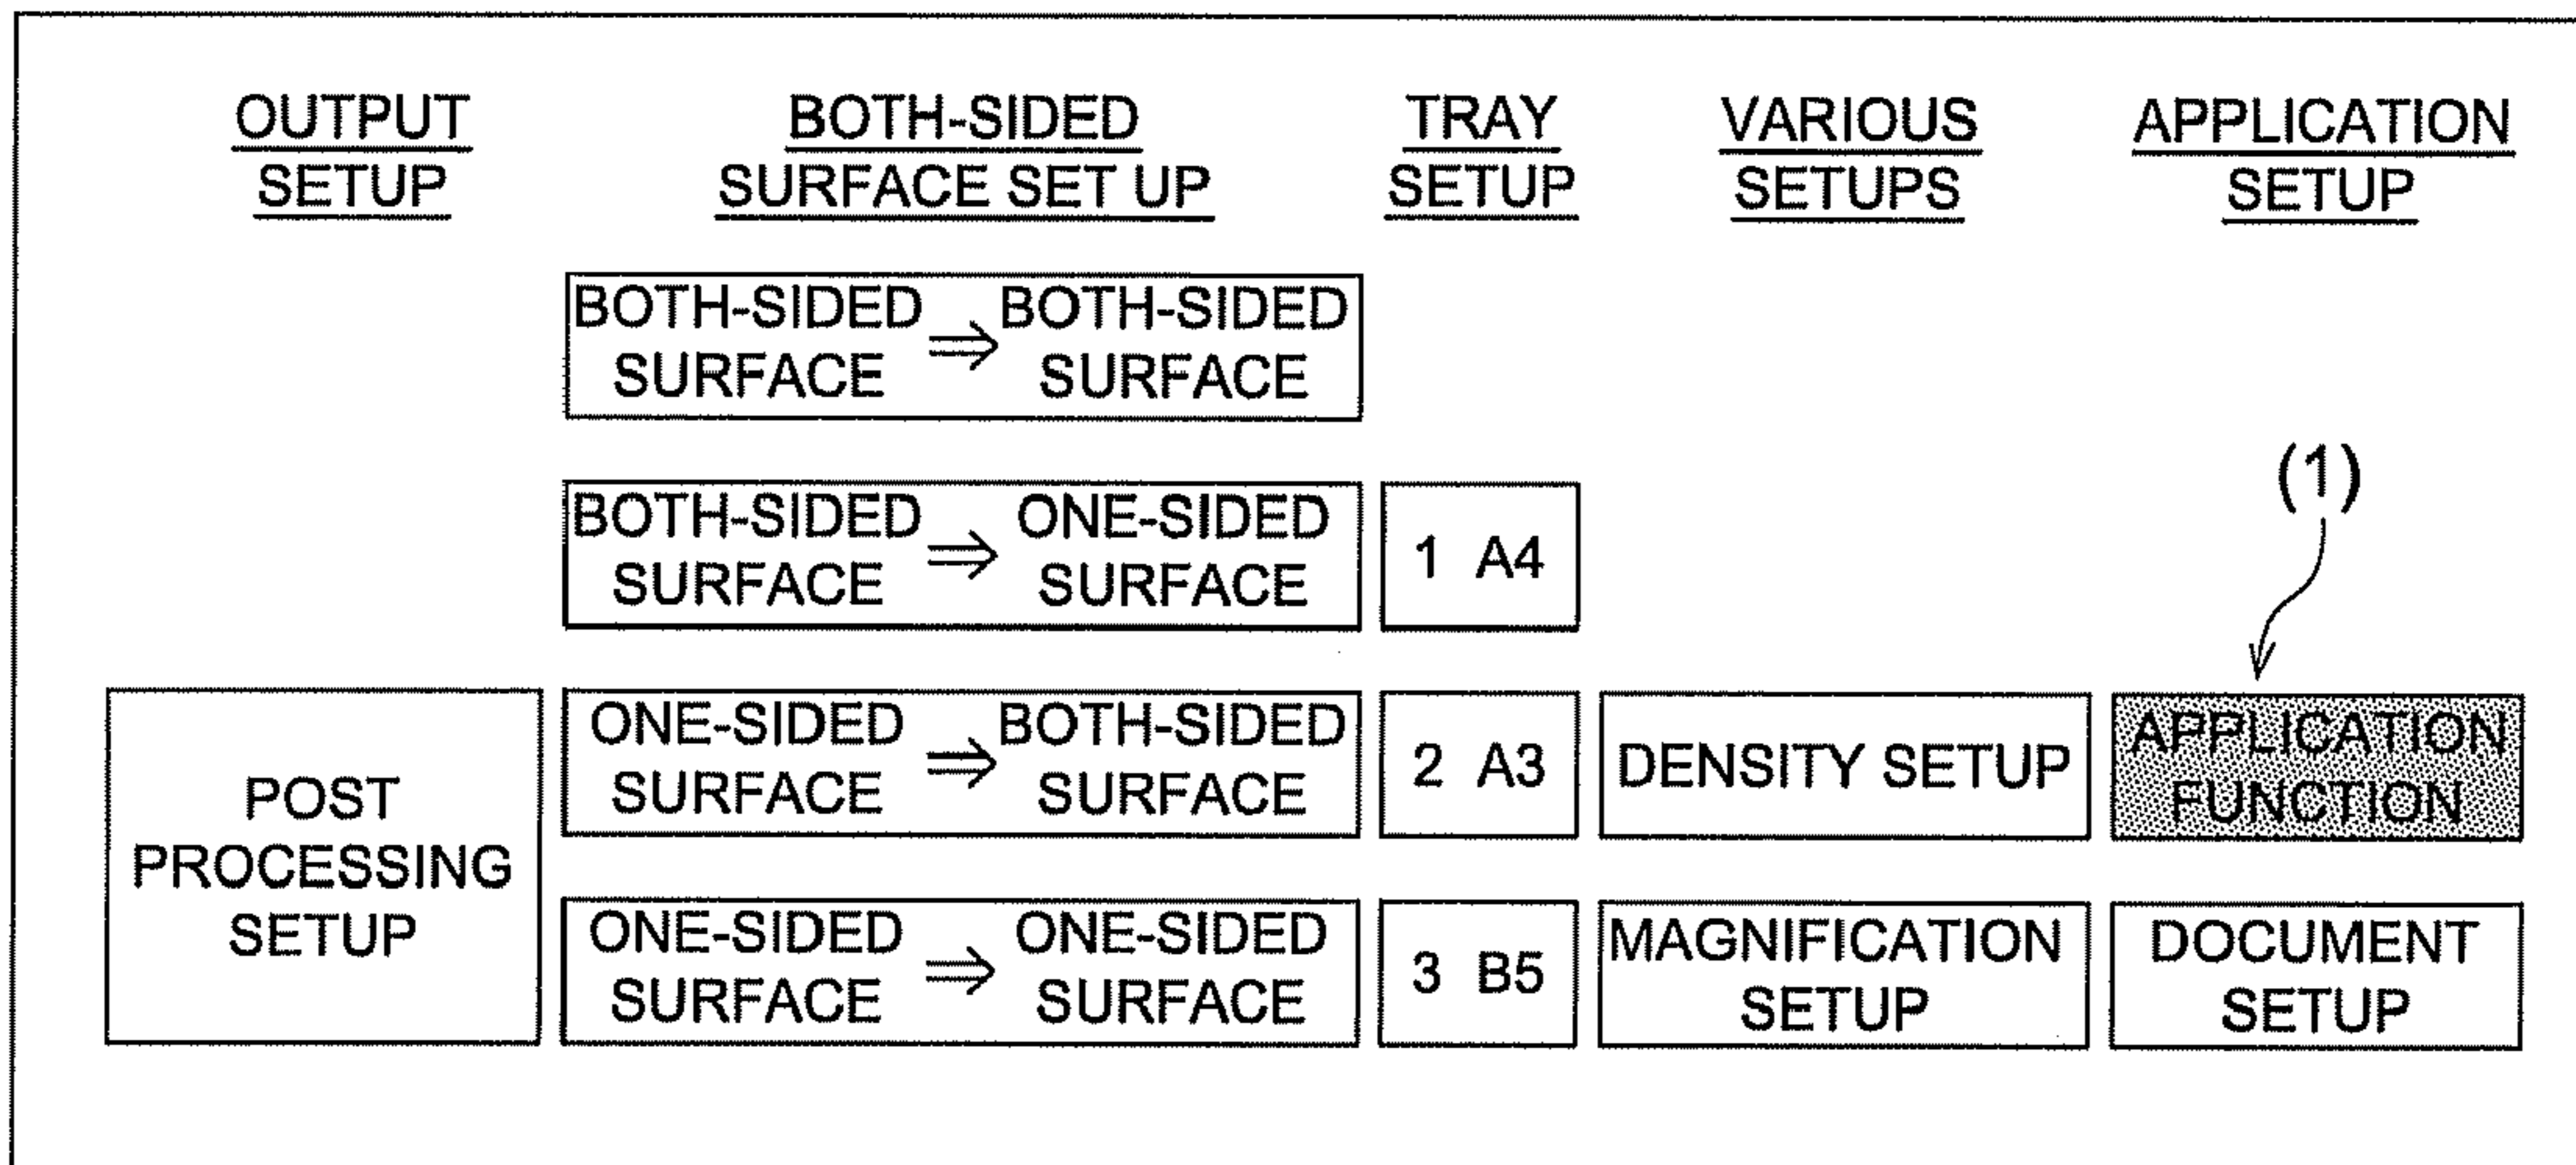 OUTPUT
SETUP
BOTH-SIDED
SURFACE SET UP
TRAY
SETUP
VARIOUS
SETUPS
APPLICATION
SETUP
BOTH-SIDED
SURFACE
⇒
BOTH-SIDED
SURFACE
BOTH-SIDED
SURFACE
⇒
ONE-SIDED
SURFACE
1 A4
(1)
POST
PROCESSING
SETUP
ONE-SIDED
SURFACE
⇒
BOTH-SIDED
SURFACE
2 A3
DENSITY SETUP
APPLICATION
FUNCTION
ONE-SIDED
SURFACE
⇒
ONE-SIDED
SURFACE
3 B5
MAGNIFICATION
SETUP
DOCUMENT
SETUP